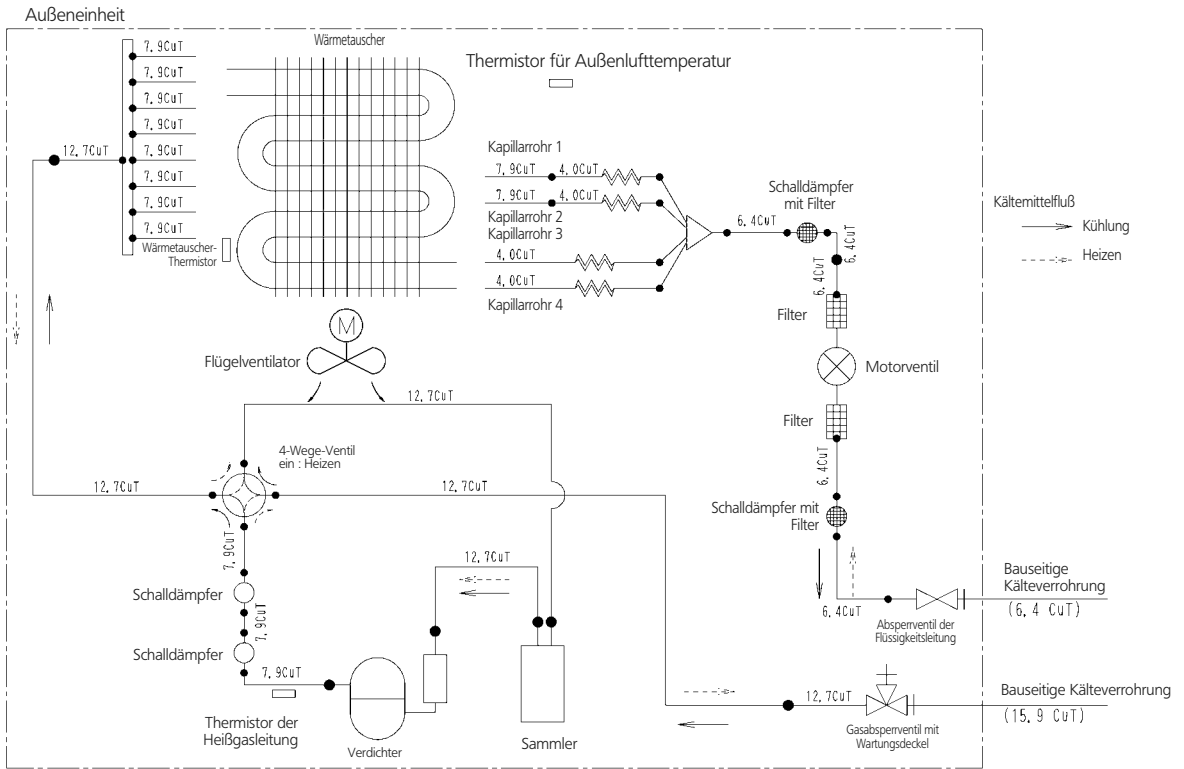 Außeneinheit
Wärmetauscher
Thermistor für Außenlufttemperatur
7,9CuT
7,9CuT
7,9CuT
7,9CuT
7,9CuT
7,9CuT
7,9CuT
7,9CuT
12,7CuT
Wärmetauscher-
Thermistor
Kapillarrohr 1
7,9CuT
4,0CuT
7,9CuT
4,0CuT
Kapillarrohr 2
Kapillarrohr 3
4,0CuT
4,0CuT
Kapillarrohr 4
6,4CuT
Schalldämpfer
mit Filter
6,4CuT
6,4CuT
Kältemittelfluß
Kühlung
Heizen
Filter
Motorventil
Filter
6,4CuT
Schalldämpfer mit
Filter
6,4CuT
M
Flügelventilator
12,7CuT
4-Wege-Ventil
ein : Heizen
12,7CuT
12,7CuT
7,9CuT
Schalldämpfer
7,9CuT
Schalldämpfer
7,9CuT
12,7CuT
Thermistor der
Heißgasleitung
Verdichter
Sammler
Absperrventil der
Flüssigkeitsleitung
Bauseitige
Kälteverrohrung
(6,4 CuT)
12,7CuT
Gasabsperrventil mit
Wartungsdeckel
Bauseitige Kälteverrohrung
(15,9 CuT)